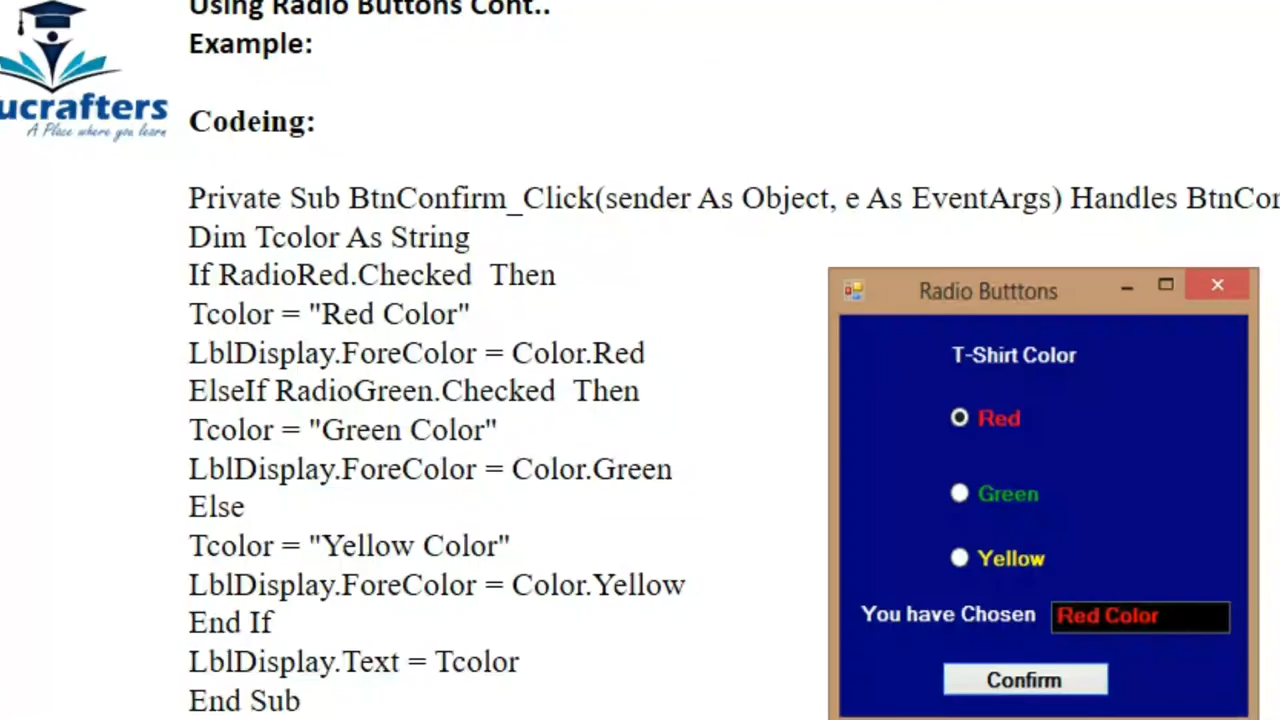 Using Radio Buttons Cont..
Example:
ucrafters
A Place where you learn
Codeing:
Private Sub BtnConfirm_Click(sender As Object, e As EventArgs) Handles BtnCon
Dim Tcolor As String
If RadioRed.Checked  Then
Tcolor = "Red Color"
LblDisplay.ForeColor = Color.Red
ElseIf RadioGreen.Checked  Then
Tcolor = "Green Color"
LblDisplay.ForeColor = Color.Green
Else
Tcolor = "Yellow Color"
LblDisplay.ForeColor = Color.Yellow
End If
LblDisplay.Text = Tcolor
End Sub
Radio Butttons
T-Shirt Color
Red
Green
Yellow
You have Chosen Red Color
Confirm